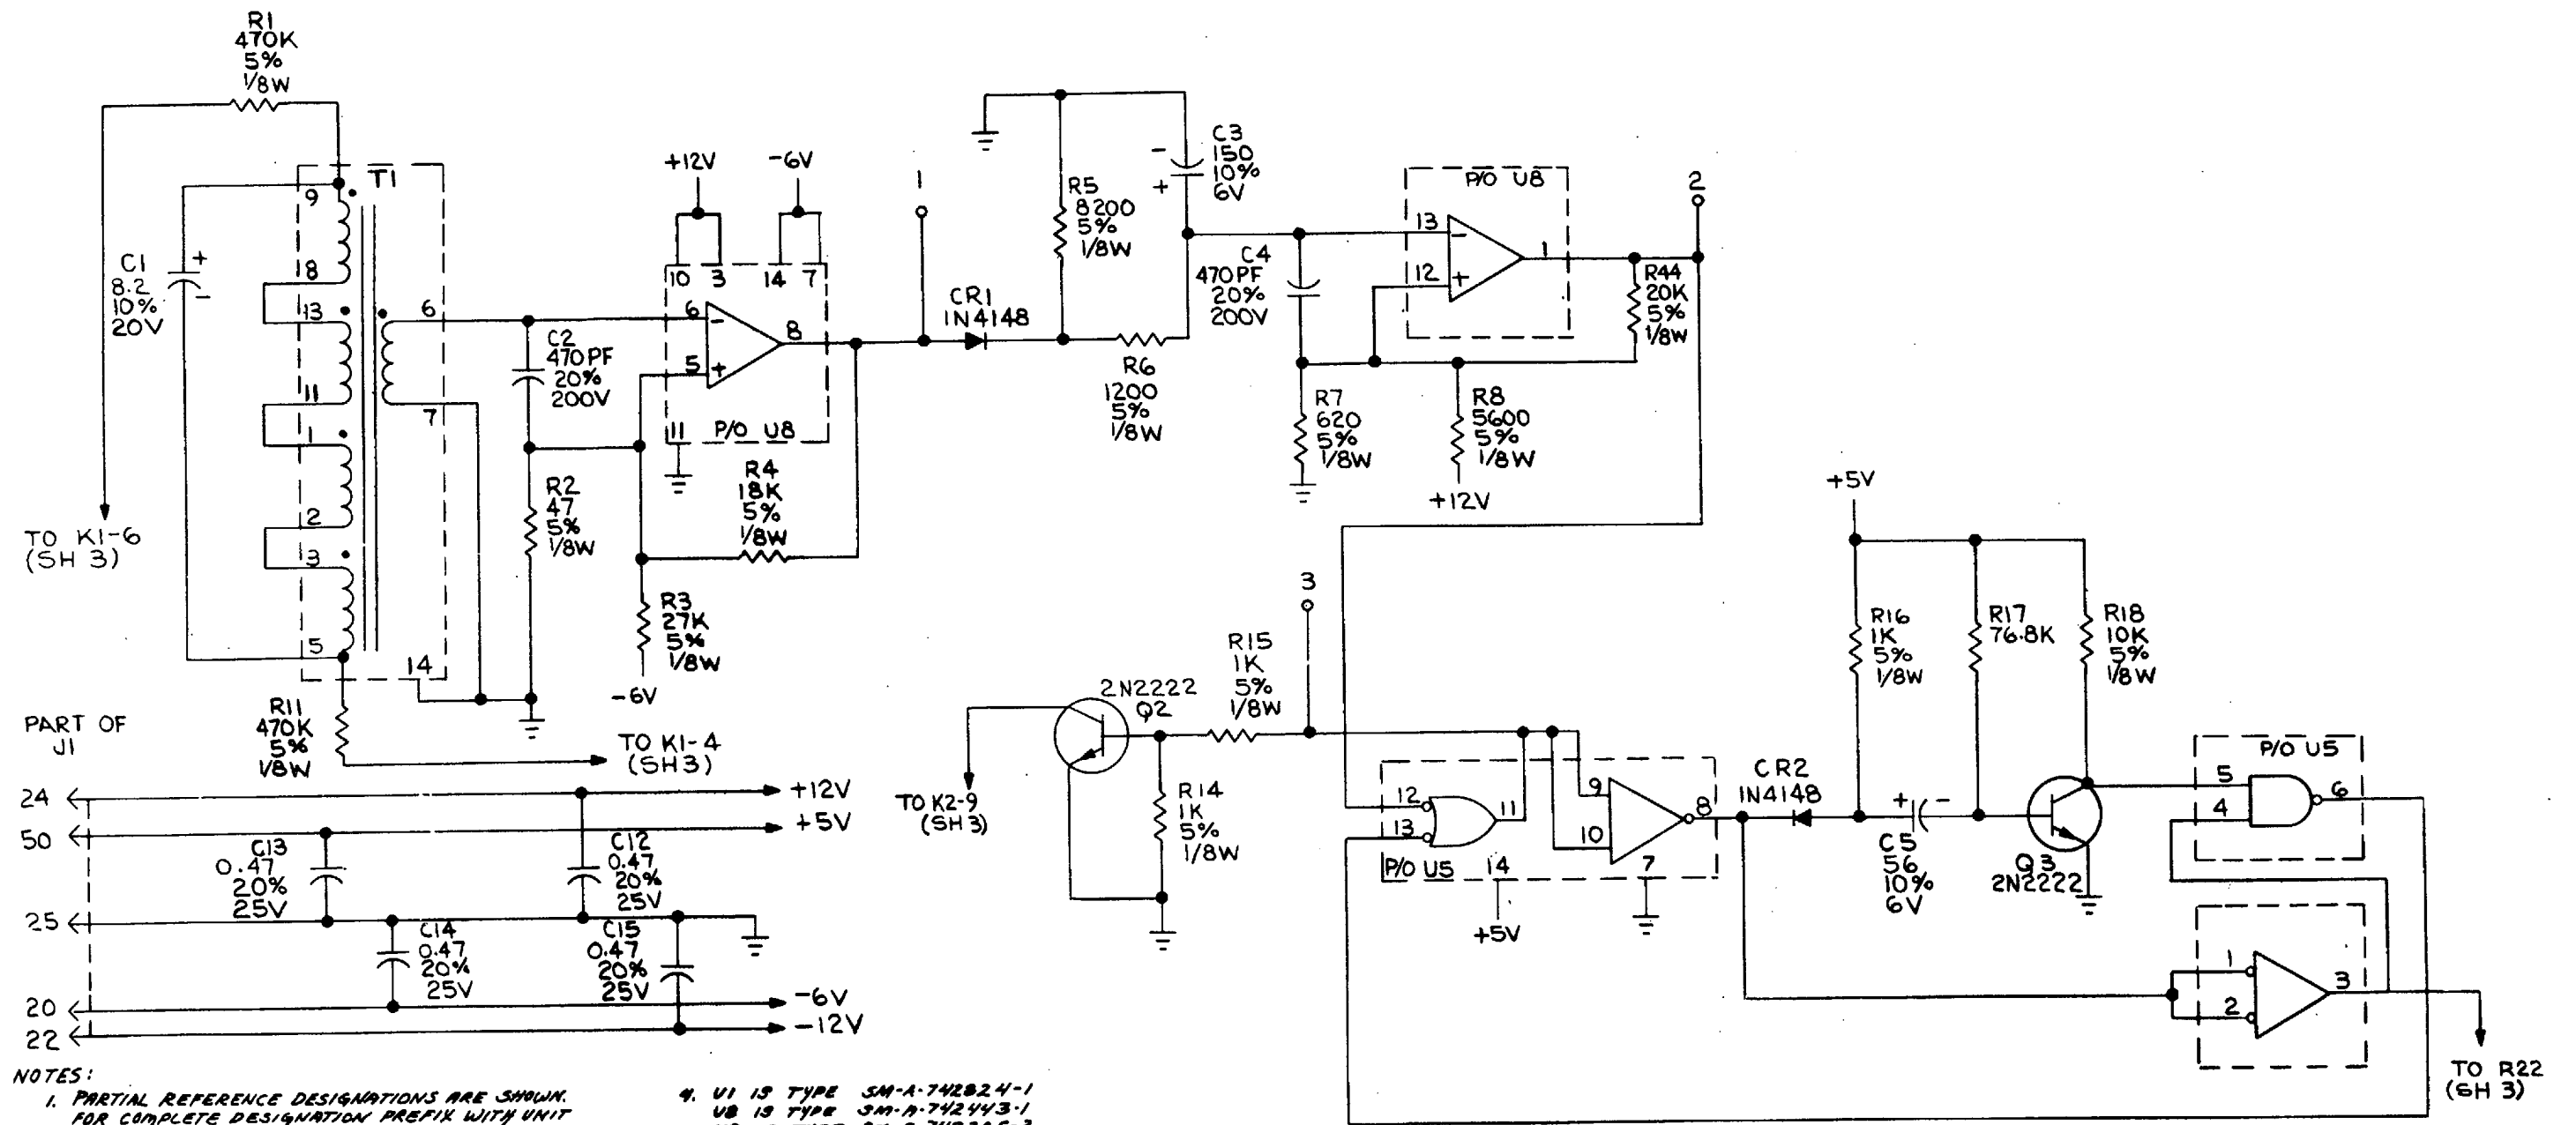 R1
470K
5%
1/8W
T1
9
8
13
11
1
2
3
5
6
7
14
C1
+
8.2
-
10%
20V
TO K1-6
(SH 3)
R11
470K
5%
1/8W
TO K1-4
(SH 3)
C2
470PF
20%
200V
R2
47
5%
1/8W
+12V
-6V
10
3
14
7
6
-
5
+
8
11
P/O U8
R4
18K
5%
1/8W
R3
27K
5%
1/8W
-6V
1
CR1
1N4148
R5
8200
5%
1/8W
C3
-
150
10%
+
6V
R6
1200
5%
1/8W
C4
470PF
20%
200V
P/O U8
13
-
12
+
1
2
R44
20K
5%
1/8W
R7
620
5%
1/8W
R8
5600
5%
1/8W
+12V
3
R15
1K
5%
1/8W
2N2222
Q2
TO K2-9
(SH 3)
R14
1K
5%
1/8W
12
13
11
P/O U5
14
+5V
9
10
8
7
CR2
1N4148
+5V
R16
1K
5%
1/8W
R17
76.8K
R18
10K
5%
1/8W
+
-
C5
56
10%
6V
Q3
2N2222
P/O U5
5
4
6
1
2
3
TO R22
(SH 3)
PART OF
J1
24
+12V
50
+5V
C13
0.47
20%
25V
C12
0.47
20%
25V
25
C14
0.47
20%
25V
C15
0.47
20%
25V
20
-6V
22
-12V
NOTES:
1. PARTIAL REFERENCE DESIGNATIONS ARE SHOWN.
FOR COMPLETE DESIGNATION PREFIX WITH UNIT
4. U1 IS TYPE SM-A-742824-1
U8 IS TYPE SM-A-742443-1